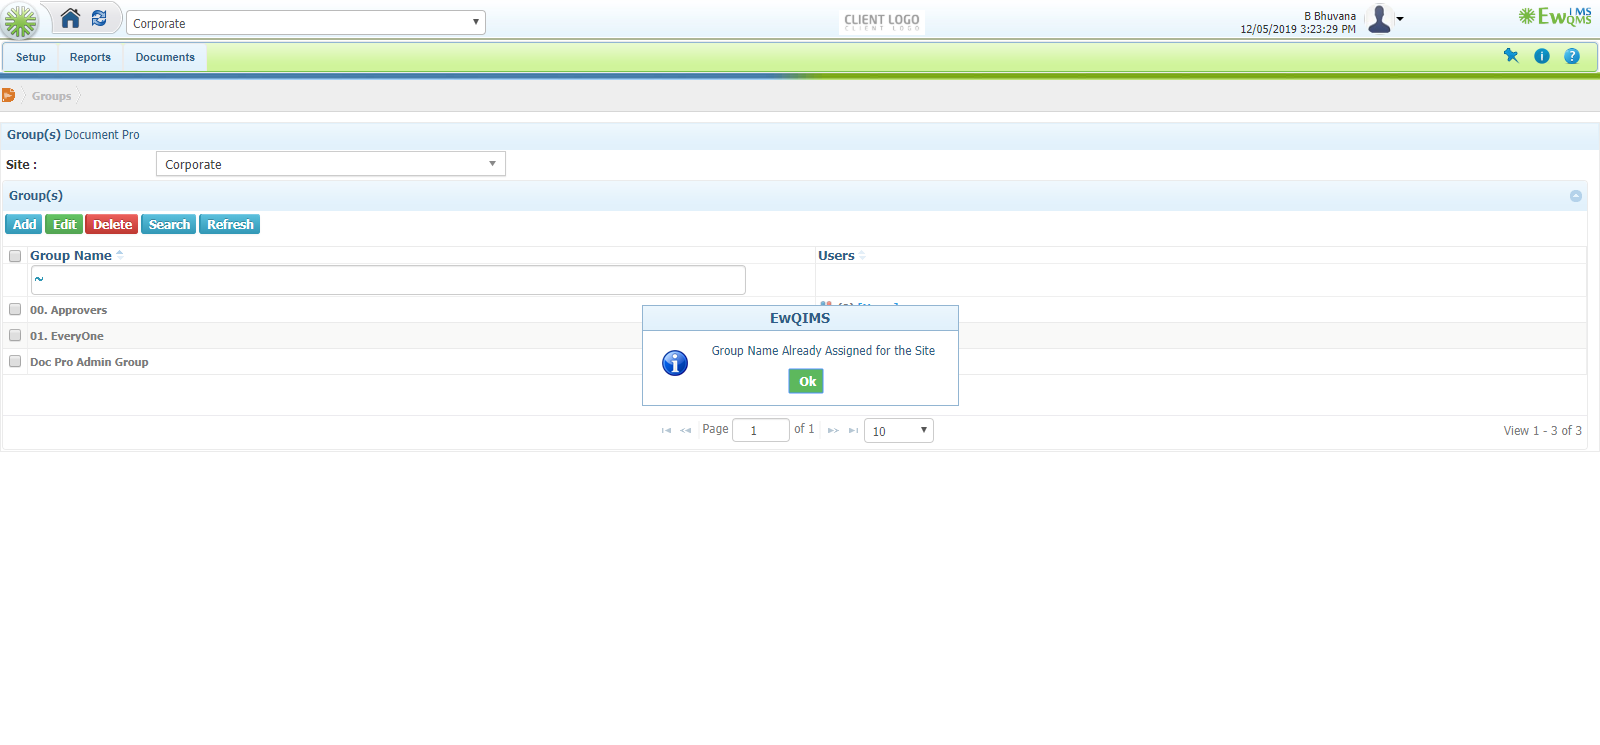 Corporate
CLIENT LOGO
CLIENT LOGO
B Bhuvana
12/05/2019 3:23:29 PM
EwQIMS
QMS
Setup Reports Documents
Groups
Group(s) Document Pro
Site : Corporate
Group(s)
Add Edit Delete Search Refresh
Group Name Users
~
00. Approvers
01. EveryOne
Doc Pro Admin Group
EwQIMS
Group Name Already Assigned for the Site
Ok
Page 1 of 1 10 View 1 - 3 of 3